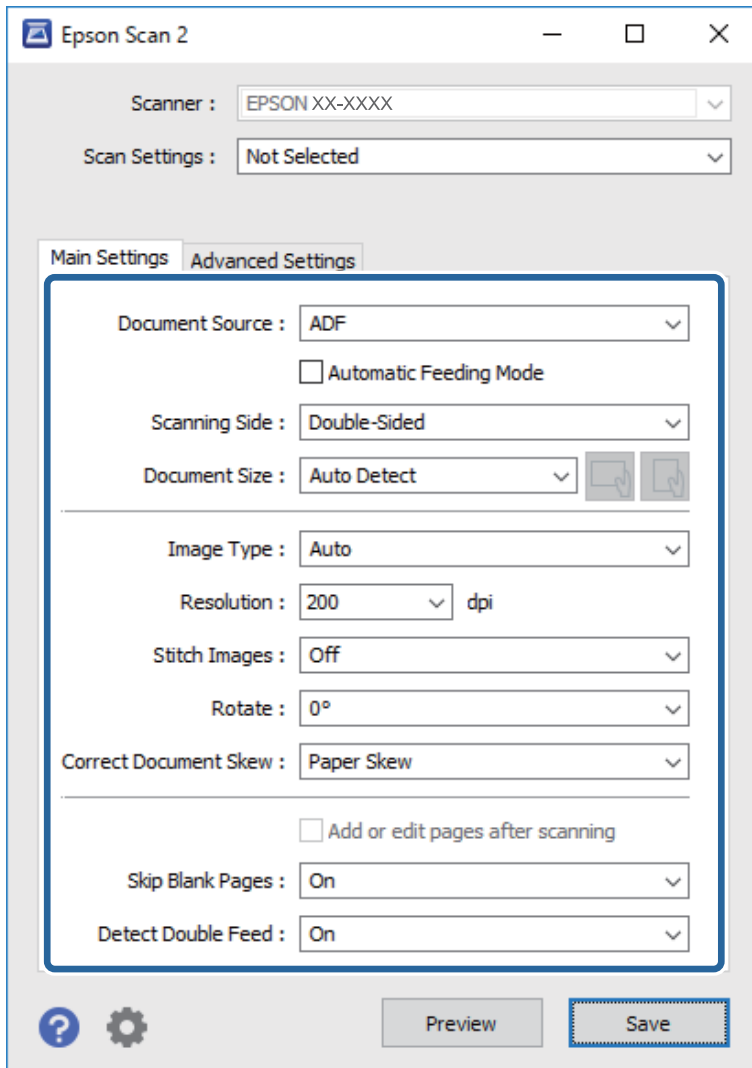 Epson Scan 2
Scanner : EPSON XX-XXXX
Scan Settings : Not Selected
Main Settings Advanced Settings
Document Source : ADF
Automatic Feeding Mode
Scanning Side : Double-Sided
Document Size : Auto Detect
Image Type : Auto
Resolution : 200 dpi
Stitch Images : Off
Rotate : 0°
Correct Document Skew : Paper Skew
Add or edit pages after scanning
Skip Blank Pages : On
Detect Double Feed : On
? Preview Save